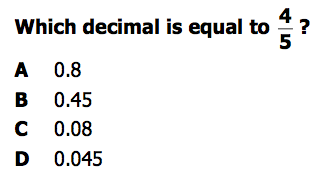 Which decimal is equal to 4/5 ?
A 0.8
B 0.45
C 0.08
D 0.045